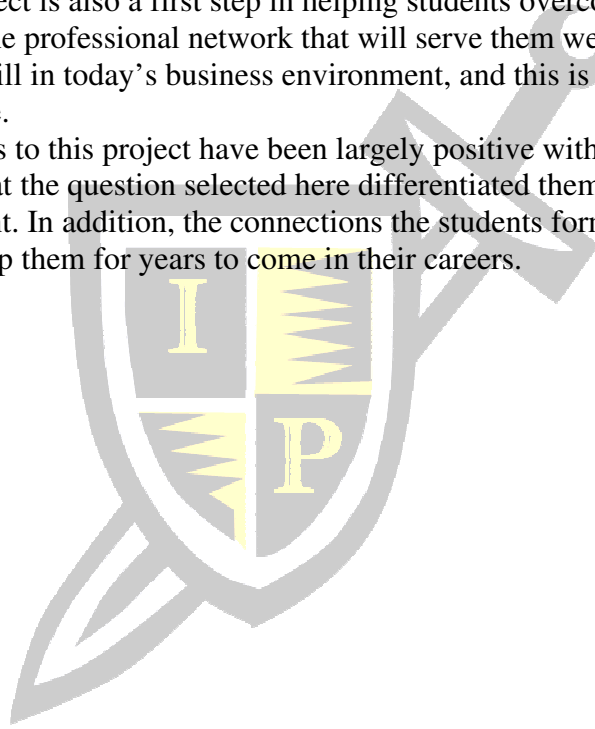 ect is also a first step in helping students overco
e professional network that will serve them we
ill in today’s business environment, and this is
e.
s to this project have been largely positive with
at the question selected here differentiated them
nt. In addition, the connections the students form
p them for years to come in their careers.
I
P